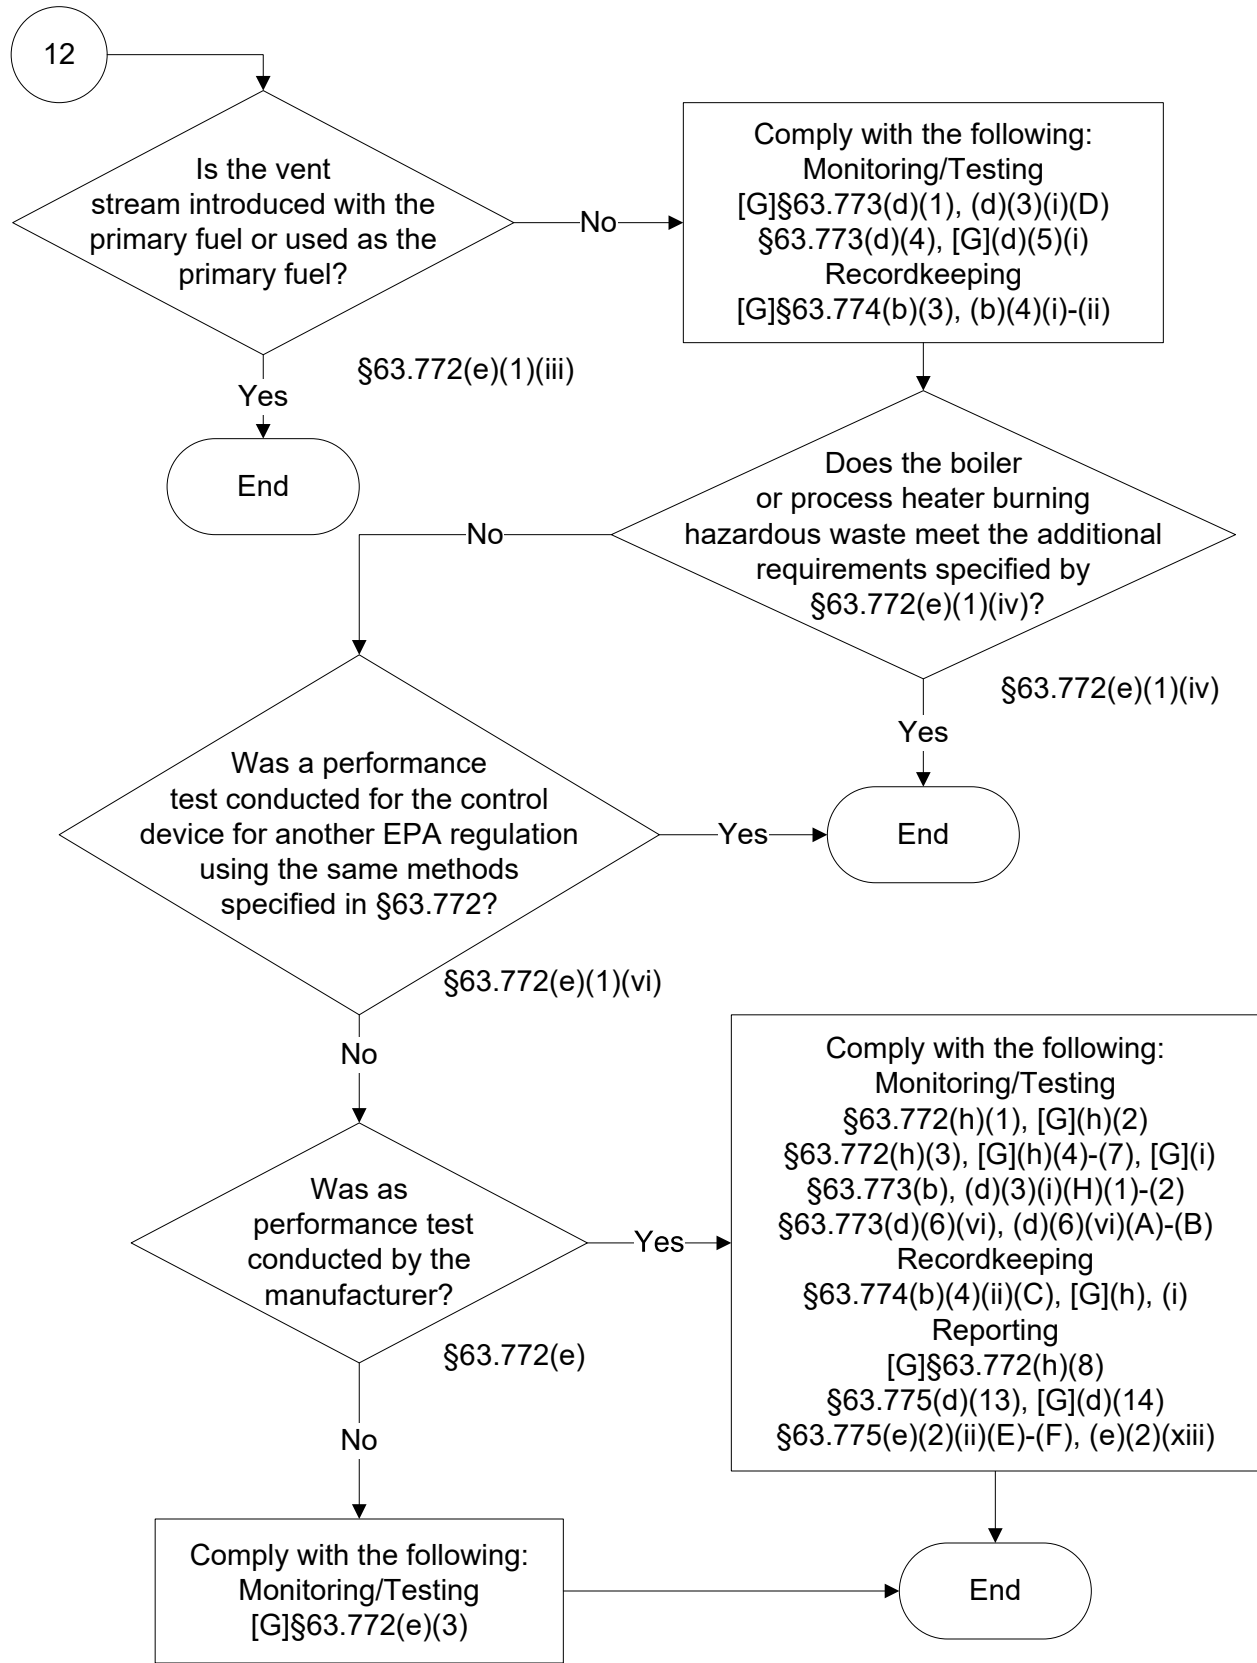 12
Is the vent
stream introduced with the
primary fuel or used as the
primary fuel?
No
Comply with the following:
Monitoring/Testing
[G]§63.773(d)(1), (d)(3)(i)(D)
§63.773(d)(4), [G](d)(5)(i)
Recordkeeping
[G]§63.774(b)(3), (b)(4)(i)-(ii)
§63.772(e)(1)(iii)
Yes
End
Does the boiler
or process heater burning
hazardous waste meet the additional
requirements specified by
§63.772(e)(1)(iv)?
No
§63.772(e)(1)(iv)
Yes
Was a performance
test conducted for the control
device for another EPA regulation
using the same methods
specified in §63.772?
Yes
End
§63.772(e)(1)(vi)
No
Was as
performance test
conducted by the
manufacturer?
Yes
Comply with the following:
Monitoring/Testing
§63.772(h)(1), [G](h)(2)
§63.772(h)(3), [G](h)(4)-(7), [G](i)
§63.773(b), (d)(3)(i)(H)(1)-(2)
§63.773(d)(6)(vi), (d)(6)(vi)(A)-(B)
Recordkeeping
§63.774(b)(4)(ii)(C), [G](h), (i)
Reporting
[G]§63.772(h)(8)
§63.775(d)(13), [G](d)(14)
§63.775(e)(2)(ii)(E)-(F), (e)(2)(xiii)
§63.772(e)
No
Comply with the following:
Monitoring/Testing
[G]§63.772(e)(3)
End